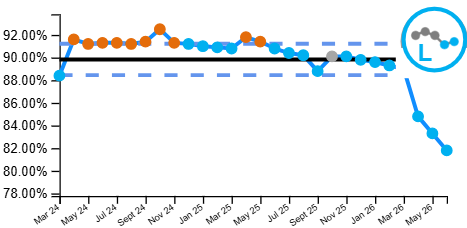 92.00%
L
90.00%
88.00%
86.00%
84.00%
82.00%
80.00%
78.00%
Mar 24
May 24
Jul 24
Sept 24
Nov 24
Jan 25
Mar 25
May 25
Jul 25
Sept 25
Nov 25
Jan 26
Mar 26
May 26